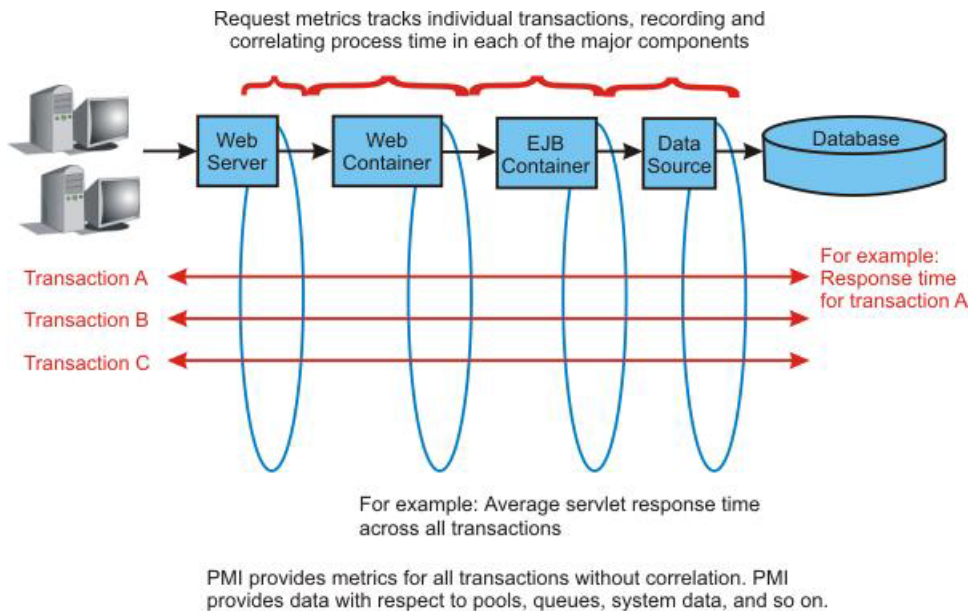 Request metrics tracks individual transactions, recording and
correlating process time in each of the major components
Web
Server
Web
Container
EJB
Container
Data
Source
Database
Transaction A
For example:
Response time
for transaction A
Transaction B
Transaction C
For example: Average servlet response time
across all transactions
PMI provides metrics for all transactions without correlation. PMI
provides data with respect to pools, queues, system data, and so on.